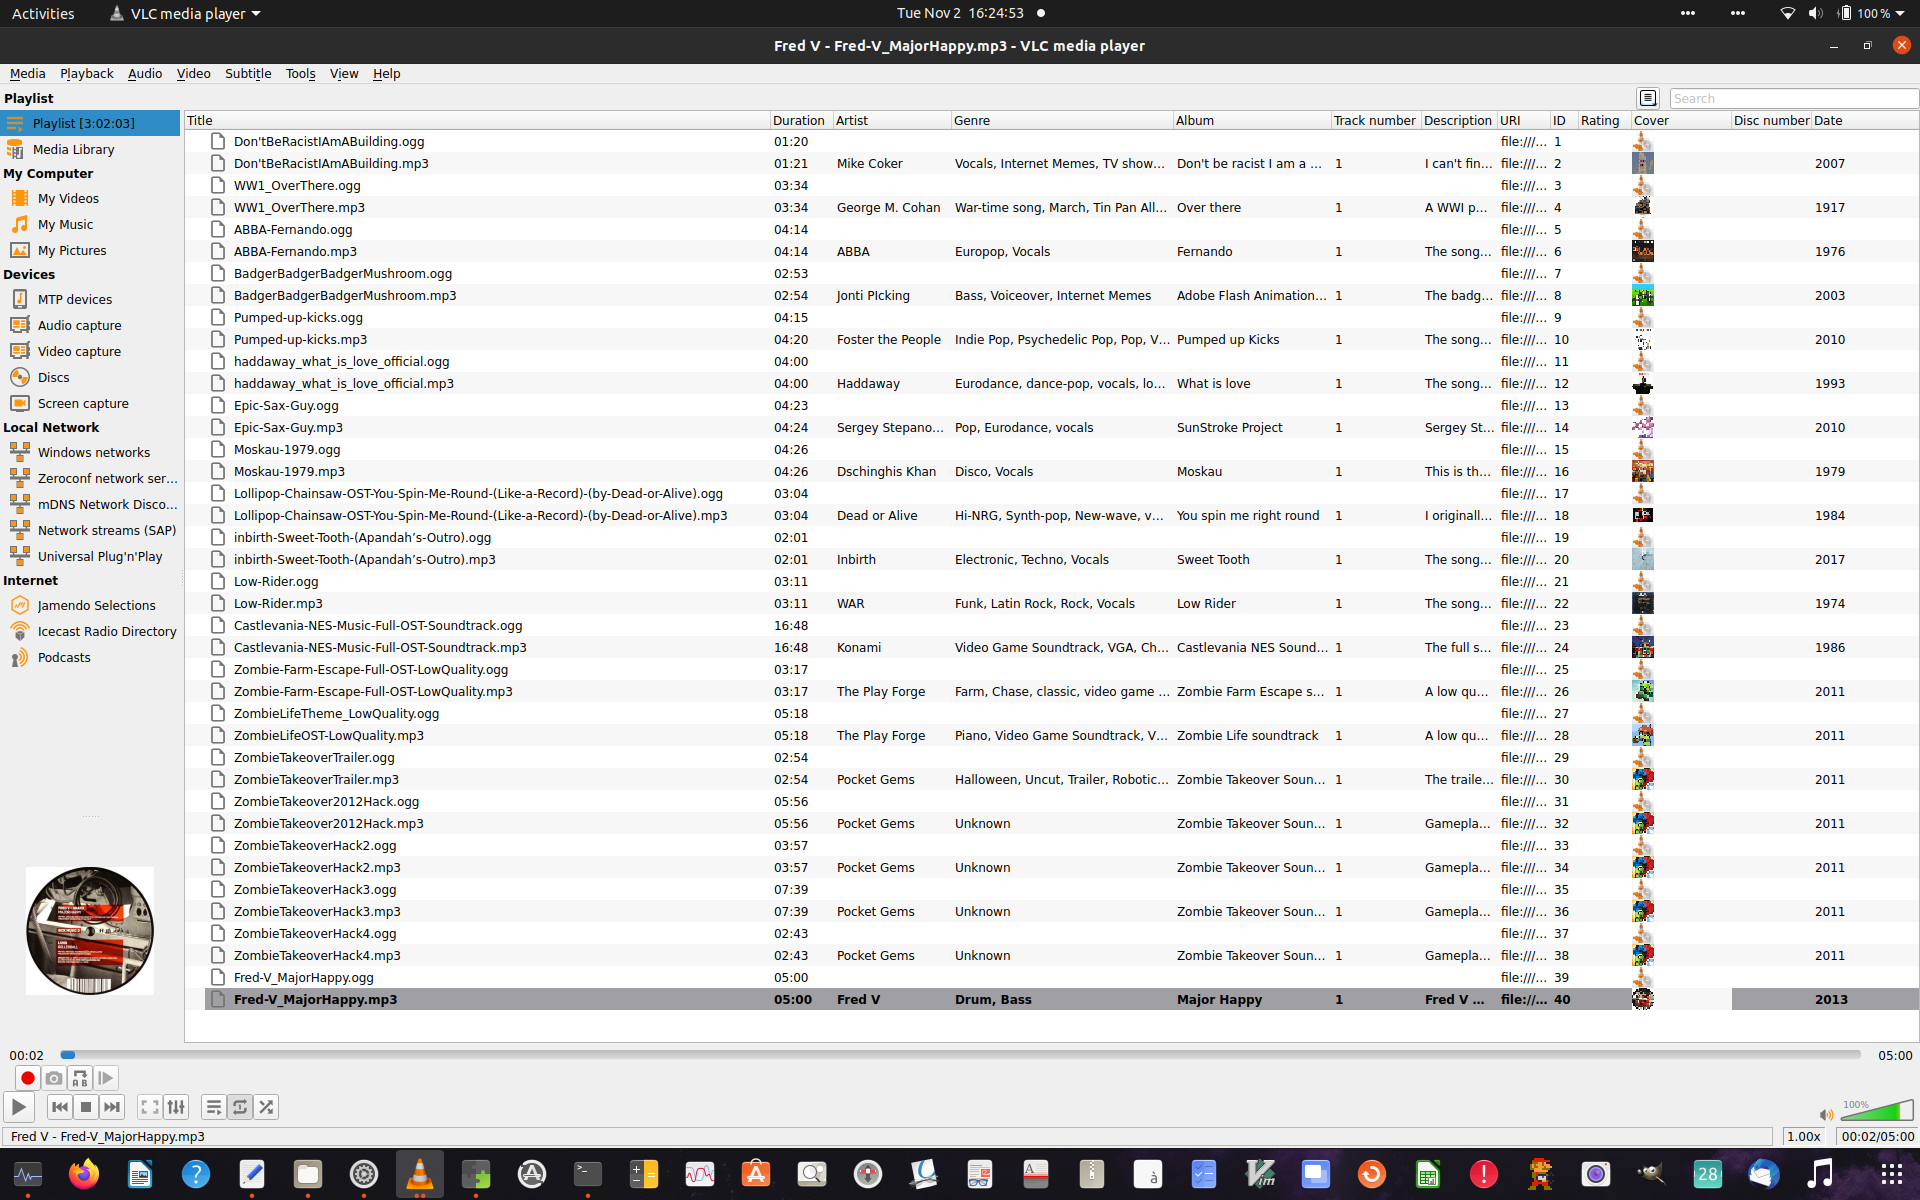 Activities VLC media player Tue Nov 2 16:24:53 100 %
Fred V - Fred-V_MajorHappy.mp3 - VLC media player
Media Playback Audio Video Subtitle Tools View Help
Playlist
Search
Playlist [3:02:03]
Media Library
My Computer
My Videos
My Music
My Pictures
Devices
MTP devices
Audio capture
Video capture
Discs
Screen capture
Local Network
Windows networks
Zeroconf network ser...
mDNS Network Disco...
Network streams (SAP)
Universal Plug'n'Play
Internet
Jamendo Selections
Icecast Radio Directory
Podcasts
Title Duration Artist Genre Album Track number Description URI ID Rating Cover Disc number Date
Don'tBeRacistIAmABuilding.ogg 01:20 file:///... 1
Don'tBeRacistIAmABuilding.mp3 01:21 Mike Coker Vocals, Internet Memes, TV show... Don't be racist I am a ... 1 I can't fin... file:///... 2 2007
WW1_OverThere.ogg 03:34 file:///... 3
WW1_OverThere.mp3 03:34 George M. Cohan War-time song, March, Tin Pan All... Over there 1 A WWI p... file:///... 4 1917
ABBA-Fernando.ogg 04:14 file:///... 5
ABBA-Fernando.mp3 04:14 ABBA Europop, Vocals Fernando 1 The song... file:///... 6 1976
BadgerBadgerBadgerMushroom.ogg 02:53 file:///... 7
BadgerBadgerBadgerMushroom.mp3 02:54 Jonti PIcking Bass, Voiceover, Internet Memes Adobe Flash Animation... 1 The badg... file:///... 8 2003
Pumped-up-kicks.ogg 04:15 file:///... 9
Pumped-up-kicks.mp3 04:20 Foster the People Indie Pop, Psychedelic Pop, Pop, V... Pumped up Kicks 1 The song... file:///... 10 2010
haddaway_what_is_love_official.ogg 04:00 file:///... 11
haddaway_what_is_love_official.mp3 04:00 Haddaway Eurodance, dance-pop, vocals, lo... What is love 1 The song... file:///... 12 1993
Epic-Sax-Guy.ogg 04:23 file:///... 13
Epic-Sax-Guy.mp3 04:24 Sergey Stepano... Pop, Eurodance, vocals SunStroke Project 1 Sergey St... file:///... 14 2010
Moskau-1979.ogg 04:26 file:///... 15
Moskau-1979.mp3 04:26 Dschinghis Khan Disco, Vocals Moskau 1 This is th... file:///... 16 1979
Lollipop-Chainsaw-OST-You-Spin-Me-Round-(Like-a-Record)-(by-Dead-or-Alive).ogg 03:04 file:///... 17
Lollipop-Chainsaw-OST-You-Spin-Me-Round-(Like-a-Record)-(by-Dead-or-Alive).mp3 03:04 Dead or Alive Hi-NRG, Synth-pop, New-wave, v... You spin me right round 1 I originall... file:///... 18 1984
inbirth-Sweet-Tooth-(Apandah’s-Outro).ogg 02:01 file:///... 19
inbirth-Sweet-Tooth-(Apandah’s-Outro).mp3 02:01 Inbirth Electronic, Techno, Vocals Sweet Tooth 1 The song... file:///... 20 2017
Low-Rider.ogg 03:11 file:///... 21
Low-Rider.mp3 03:11 WAR Funk, Latin Rock, Rock, Vocals Low Rider 1 The song... file:///... 22 1974
Castlevania-NES-Music-Full-OST-Soundtrack.ogg 16:48 file:///... 23
Castlevania-NES-Music-Full-OST-Soundtrack.mp3 16:48 Konami Video Game Soundtrack, VGA, Ch... Castlevania NES Sound... 1 The full s... file:///... 24 1986
Zombie-Farm-Escape-Full-OST-LowQuality.ogg 03:17 file:///... 25
Zombie-Farm-Escape-Full-OST-LowQuality.mp3 03:17 The Play Forge Farm, Chase, classic, video game ... Zombie Farm Escape s... 1 A low qu... file:///... 26 2011
ZombieLifeTheme_LowQuality.ogg 05:18 file:///... 27
ZombieLifeOST-LowQuality.mp3 05:18 The Play Forge Piano, Video Game Soundtrack, V... Zombie Life soundtrack 1 A low qu... file:///... 28 2011
ZombieTakeoverTrailer.ogg 02:54 file:///... 29
ZombieTakeoverTrailer.mp3 02:54 Pocket Gems Halloween, Uncut, Trailer, Robotic... Zombie Takeover Soun... 1 The traile... file:///... 30 2011
ZombieTakeover2012Hack.ogg 05:56 file:///... 31
ZombieTakeover2012Hack.mp3 05:56 Pocket Gems Unknown Zombie Takeover Soun... 1 Gamepla... file:///... 32 2011
ZombieTakeoverHack2.ogg 03:57 file:///... 33
ZombieTakeoverHack2.mp3 03:57 Pocket Gems Unknown Zombie Takeover Soun... 1 Gamepla... file:///... 34 2011
ZombieTakeoverHack3.ogg 07:39 file:///... 35
ZombieTakeoverHack3.mp3 07:39 Pocket Gems Unknown Zombie Takeover Soun... 1 Gamepla... file:///... 36 2011
ZombieTakeoverHack4.ogg 02:43 file:///... 37
ZombieTakeoverHack4.mp3 02:43 Pocket Gems Unknown Zombie Takeover Soun... 1 Gamepla... file:///... 38 2011
Fred-V_MajorHappy.ogg 05:00 file:///... 39
Fred-V_MajorHappy.mp3 05:00 Fred V Drum, Bass Major Happy 1 Fred V ... file://... 40 2013
00:02 05:00
A B
100%
Fred V - Fred-V_MajorHappy.mp3 1.00x 00:02/05:00
? >_ A à Vim 28